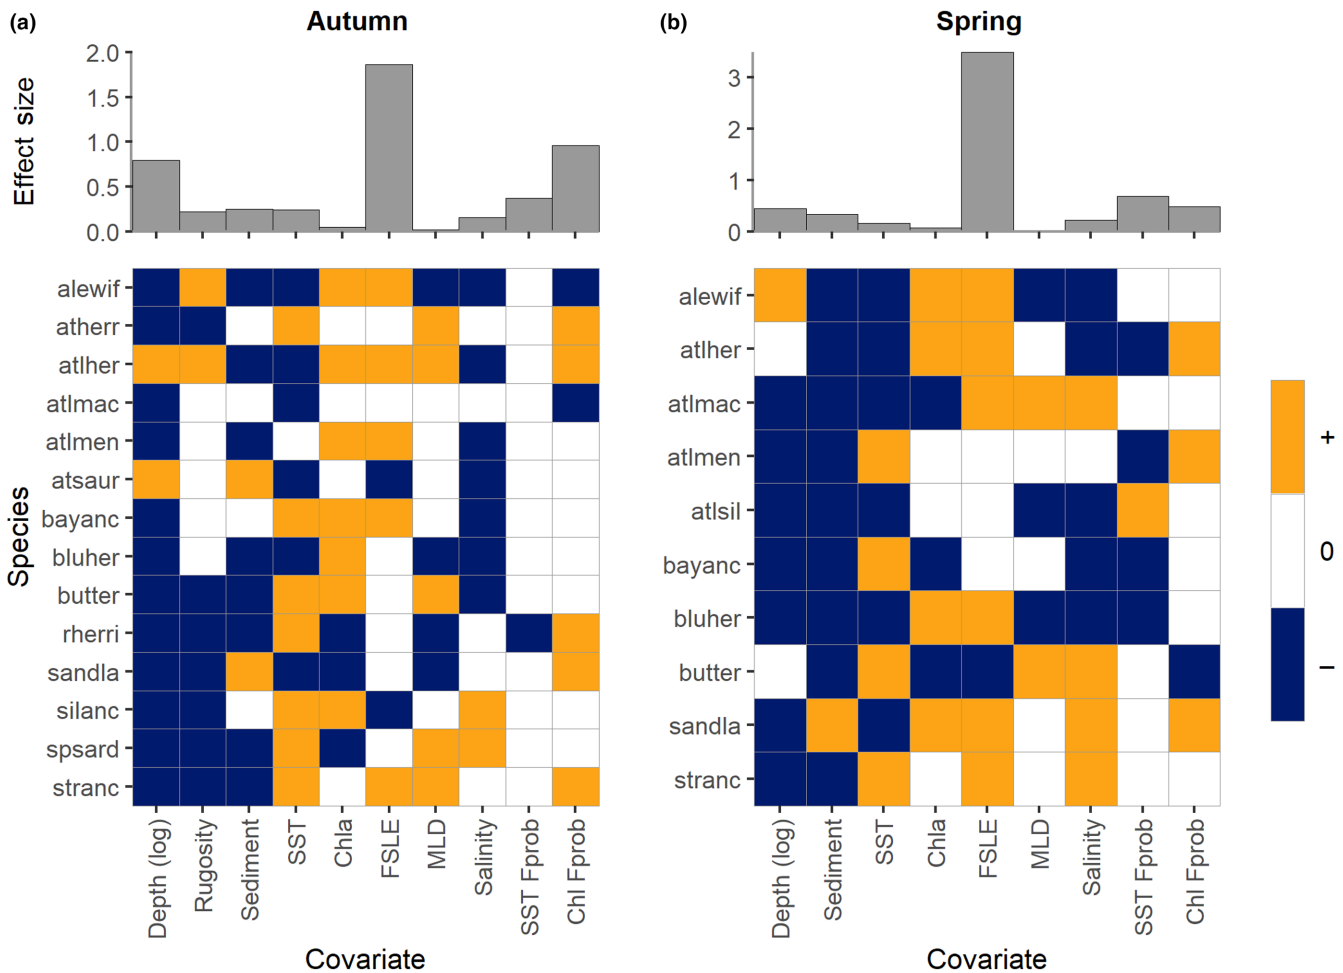 (a)
Autumn
Effect size
2.0
1.5
1.0
0.5
0.0
Species
alewif
atherr
atlher
atlmac
atlmen
atsaur
bayanc
bluher
butter
rherri
sandla
silanc
spsard
stranc
Depth (log)
Rugosity
Sediment
SST
Chla
FSLE
MLD
Salinity
SST Fprob
Chl Fprob
Covariate
(b)
Spring
3
2
1
0
alewif
atlher
atlmac
atlmen
atlsil
bayanc
bluher
butter
sandla
stranc
Depth (log)
Sediment
SST
Chla
FSLE
MLD
Salinity
SST Fprob
Chl Fprob
Covariate
+
0
−